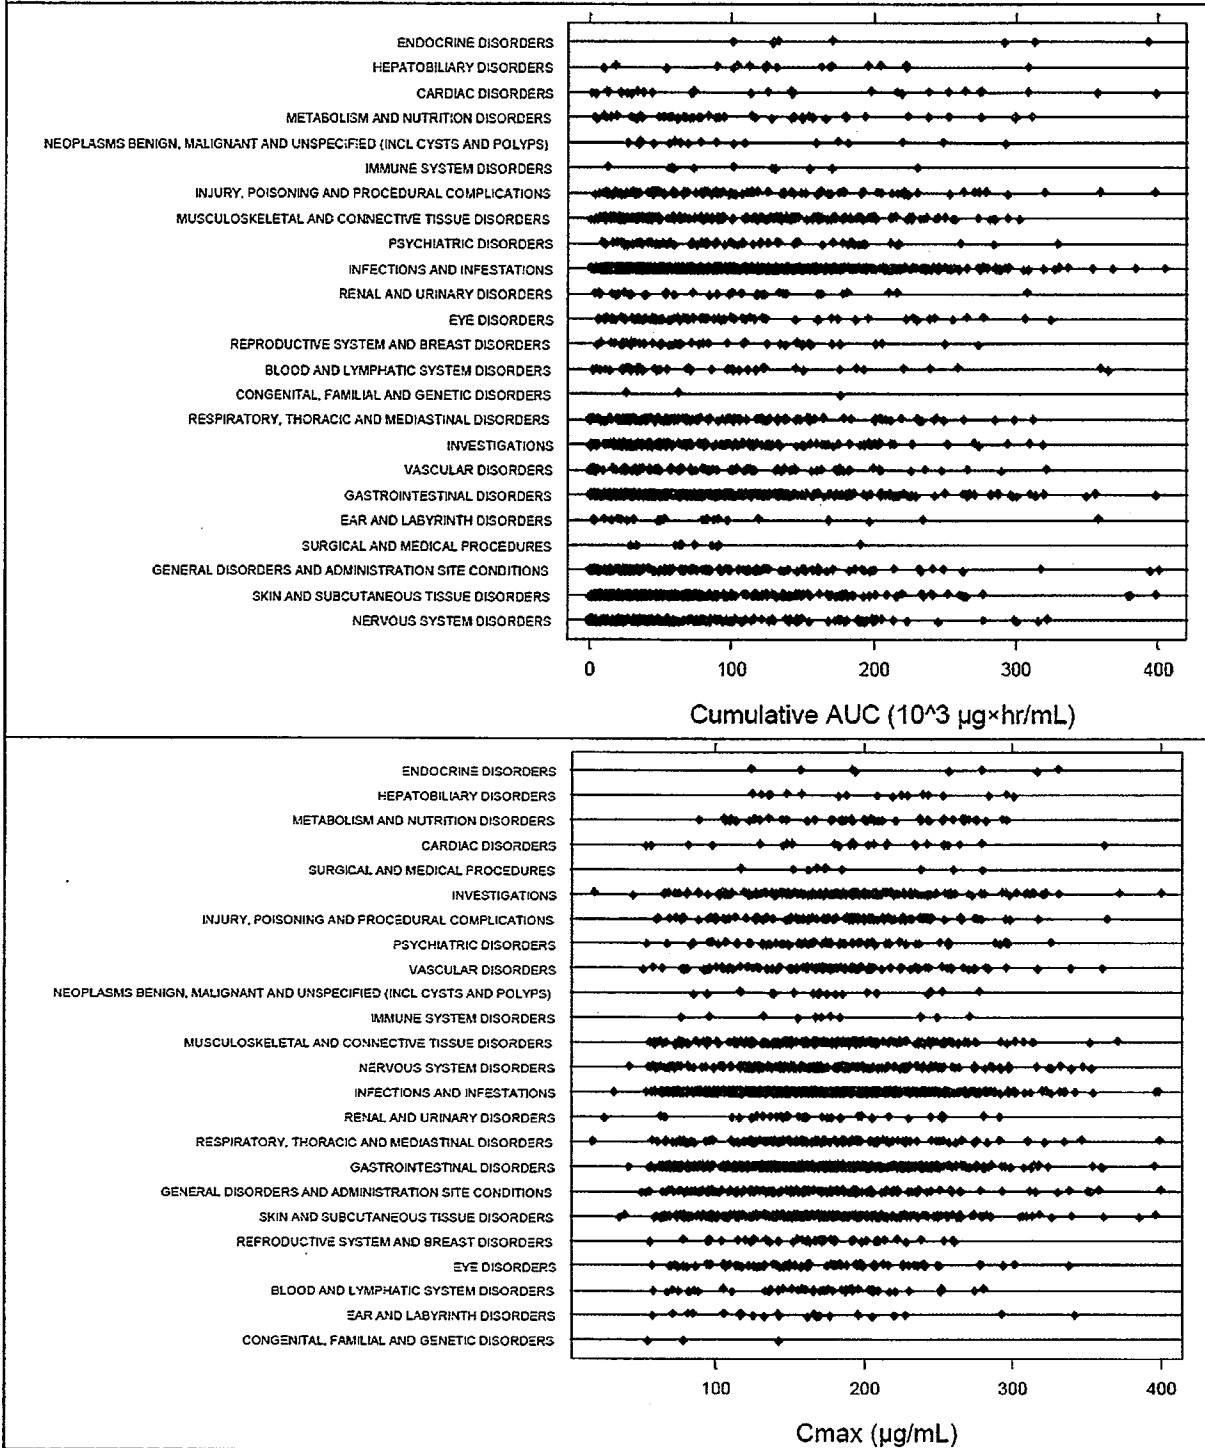 ENDOCRINE DISORDERS
HEPATOBILIARY DISORDERS
CARDIAC DISORDERS
METABOLISM AND NUTRITION DISORDERS
NEOPLASMS BENIGN, MALIGNANT AND UNSPECIFIED (INCL CYSTS AND POLYPS)
IMMUNE SYSTEM DISORDERS
INJURY, POISONING AND PROCEDURAL COMPLICATIONS
MUSCULOSKELETAL AND CONNECTIVE TISSUE DISORDERS
PSYCHIATRIC DISORDERS
INFECTIONS AND INFESTATIONS
RENAL AND URINARY DISORDERS
EYE DISORDERS
REPRODUCTIVE SYSTEM AND BREAST DISORDERS
BLOOD AND LYMPHATIC SYSTEM DISORDERS
CONGENITAL, FAMILIAL AND GENETIC DISORDERS
RESPIRATORY, THORACIC AND MEDIASTINAL DISORDERS
INVESTIGATIONS
VASCULAR DISORDERS
GASTROINTESTINAL DISORDERS
EAR AND LABYRINTH DISORDERS
SURGICAL AND MEDICAL PROCEDURES
GENERAL DISORDERS AND ADMINISTRATION SITE CONDITIONS
SKIN AND SUBCUTANEOUS TISSUE DISORDERS
NERVOUS SYSTEM DISORDERS
0 100 200 300 400
Cumulative AUC (10^3 µg×hr/mL)
ENDOCRINE DISORDERS
HEPATOBILIARY DISORDERS
METABOLISM AND NUTRITION DISORDERS
CARDIAC DISORDERS
SURGICAL AND MEDICAL PROCEDURES
INVESTIGATIONS
INJURY, POISONING AND PROCEDURAL COMPLICATIONS
PSYCHIATRIC DISORDERS
VASCULAR DISORDERS
NEOPLASMS BENIGN, MALIGNANT AND UNSPECIFIED (INCL CYSTS AND POLYPS)
IMMUNE SYSTEM DISORDERS
MUSCULOSKELETAL AND CONNECTIVE TISSUE DISORDERS
NERVOUS SYSTEM DISORDERS
INFECTIONS AND INFESTATIONS
RENAL AND URINARY DISORDERS
RESPIRATORY, THORACIC AND MEDIASTINAL DISORDERS
GASTROINTESTINAL DISORDERS
GENERAL DISORDERS AND ADMINISTRATION SITE CONDITIONS
SKIN AND SUBCUTANEOUS TISSUE DISORDERS
REPRODUCTIVE SYSTEM AND BREAST DISORDERS
EYE DISORDERS
BLOOD AND LYMPHATIC SYSTEM DISORDERS
EAR AND LABYRINTH DISORDERS
CONGENITAL, FAMILIAL AND GENETIC DISORDERS
100 200 300 400
Cmax (µg/mL)